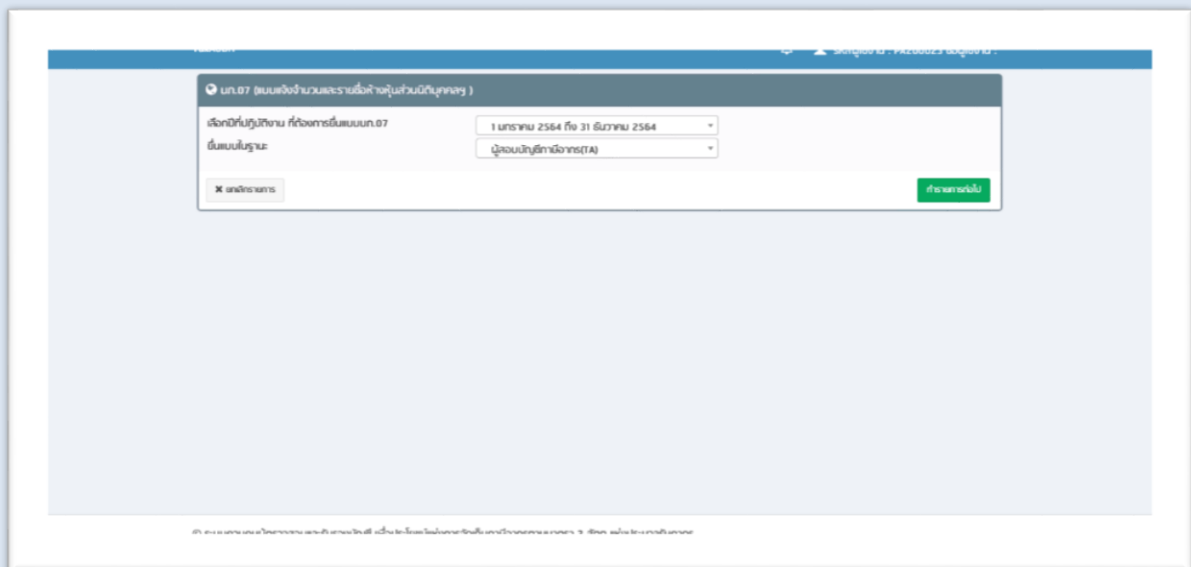 บภ.07 (แบบแจ้งจำนวนและรายชื่อห้างหุ้นส่วนนิติบุคคลฯ )
เลือกปีที่ปฏิบัติงาน ที่ต้องการยื่นแบบบภ.07
1 มกราคม 2564 ถึง 31 ธันวาคม 2564
ยื่นแบบในฐานะ
ผู้สอบบัญชีภาษีอากร(TA)
ยกเลิกรายการ
ทำรายการต่อไป